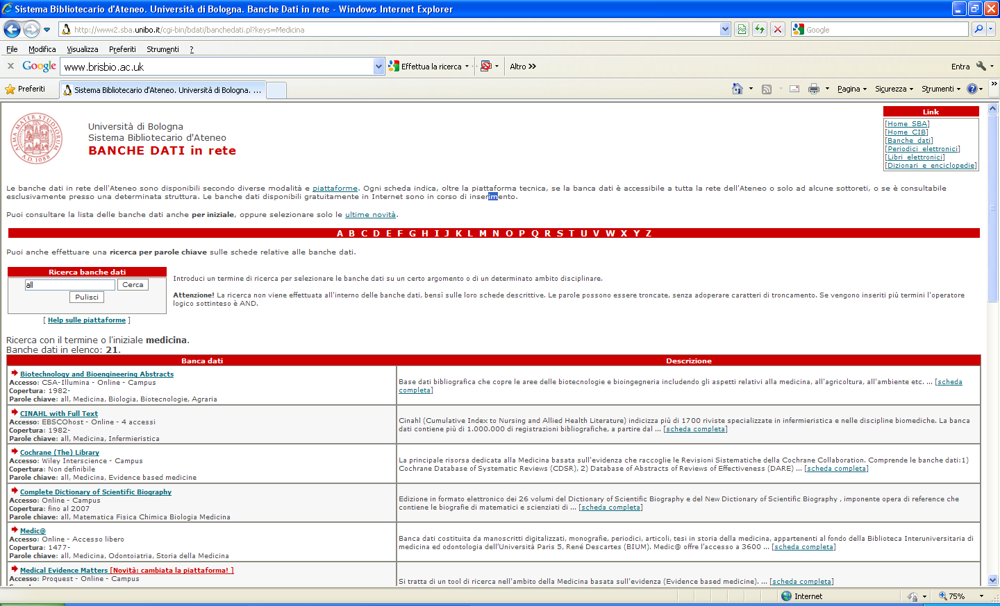 Sistema Bibliotecario d'Ateneo. Università di Bologna. Banche Dati in rete - Windows Internet Explorer
http://www2.sba.unibo.it/cgi-bin/bdati/banchedati.pl?keys=Medicina
Google
File Modifica Visualizza Preferiti Strumenti ?
x Google www.brisbio.ac.uk Effettua la ricerca Altro Entra
Preferiti Sistema Bibliotecario d'Ateneo. Università di Bologna. ... Pagina Sicurezza Strumenti
ALMA MATER STUDIORUM
A.D. 1088
Università di Bologna
Sistema Bibliotecario d'Ateneo
BANCHE DATI in rete
Link
[Home SBA]
[Home CIB]
[Banche dati]
[Periodici elettronici]
[Libri elettronici]
[Dizionari e enciclopedie]
Le banche dati in rete dell'Ateneo sono disponibili secondo diverse modalità e piattaforme. Ogni scheda indica, oltre la piattaforma tecnica, se la banca dati è accessibile a tutta la rete dell'Ateneo o solo ad alcune sottoreti, o se è consultabile
esclusivamente presso una determinata struttura. Le banche dati disponibili gratuitamente in Internet sono in corso di inserimento.
Puoi consultare la lista delle banche dati anche per iniziale, oppure selezionare solo le ultime novità.
A B C D E F G H I J K L M N O P Q R S T U V W X Y Z
Puoi anche effettuare una ricerca per parole chiave sulle schede relative alle banche dati.
Ricerca banche dati
all Cerca
Pulisci
[ Help sulle piattaforme ]
Introduci un termine di ricerca per selezionare le banche dati su un certo argomento o di un determinato ambito disciplinare.
Attenzione! La ricerca non viene effettuata all'interno delle banche dati, bensì sulle loro schede descrittive. Le parole possono essere troncate, senza adoperare caratteri di troncamento. Se vengono inseriti più termini l'operatore
logico sottinteso è AND.
Ricerca con il termine o l'iniziale medicina.
Banche dati in elenco: 21.
Banca dati Descrizione
Biotechnology and Bioengineering Abstracts
Accesso: CSA-Illumina - Online - Campus
Copertura: 1982-
Parole chiave: all, Medicina, Biologia, Biotecnologie, Agraria
Base dati bibliografica che copre le aree delle biotecnologie e bioingegneria includendo gli aspetti relativi alla medicina, all'agricoltura, all'ambiente etc. ... [scheda
completa]
CINAHL with Full Text
Accesso: EBSCOhost - Online - 4 accessi
Copertura: 1982-
Parole chiave: all, Medicina, Infermieristica
Cinahl (Cumulative Index to Nursing and Allied Health Literature) indicizza più di 1700 riviste specializzate in infermieristica e nelle discipline biomediche. La banca
dati contiene più di 1.000.000 di registrazioni bibliografiche, a partire dal ... [scheda completa]
Cochrane (The) Library
Accesso: Wiley Interscience - Campus
Copertura: Non definibile
Parole chiave: all, Medicina, Evidence based medicine
La principale risorsa dedicata alla Medicina basata sull'evidenza che raccoglie le Revisioni Sistematiche della Cochrane Collaboration. Comprende le banche dati:1)
Cochrane Database of Systematic Reviews (CDSR), 2) Database of Abstracts of Reviews of Effectiveness (DARE) ... [scheda completa]
Complete Dictionary of Scientific Biography
Accesso: Online - Campus
Copertura: fino al 2007
Parole chiave: all, Matematica Fisica Chimica Biologia Medicina
Edizione in formato elettronico dei 26 volumi del Dictionary of Scientific Biography e del New Dictionary of Scientific Biography , imponente opera di reference che
contiene le biografie di matematici e scienziati di ... [scheda completa]
Medic@
Accesso: Online - Accesso libero
Copertura: 1477-
Parole chiave: all, Medicina, Odontoiatria, Storia della Medicina
Banca dati costituita da manoscritti digitalizzati, monografie, periodici, articoli, tesi in storia della medicina, appartenenti al fondo della Biblioteca Interuniversitaria di
medicina ed odontologia dell'Università Paris 5, René Descartes (BIUM). Medic@ offre l'accesso a 3600 ... [scheda completa]
Medical Evidence Matters [Novità: cambiata la piattaforma! ]
Accesso: Proquest - Online - Campus
Si tratta di un tool di ricerca nell'ambito della Medicina basata sull'evidenza (Evidence based medicine). ... [scheda completa]
Internet 75%